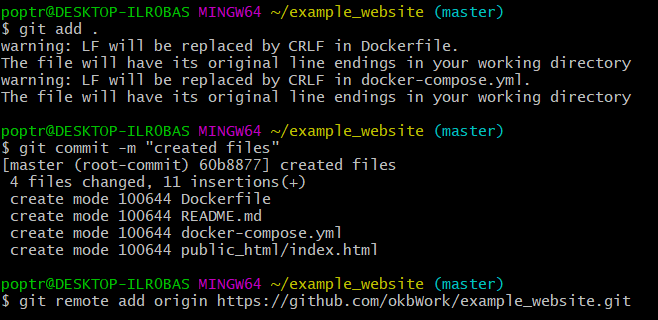 poptr@DESKTOP-ILR0BAS MINGW64 ~/example_website (master)
$ git add .
warning: LF will be replaced by CRLF in Dockerfile.
The file will have its original line endings in your working directory
warning: LF will be replaced by CRLF in docker-compose.yml.
The file will have its original line endings in your working directory
poptr@DESKTOP-ILR0BAS MINGW64 ~/example_website (master)
$ git commit -m "created files"
[master (root-commit) 60b8877] created files
 4 files changed, 11 insertions(+)
 create mode 100644 Dockerfile
 create mode 100644 README.md
 create mode 100644 docker-compose.yml
 create mode 100644 public_html/index.html
poptr@DESKTOP-ILR0BAS MINGW64 ~/example_website (master)
$ git remote add origin https://github.com/okbWork/example_website.git